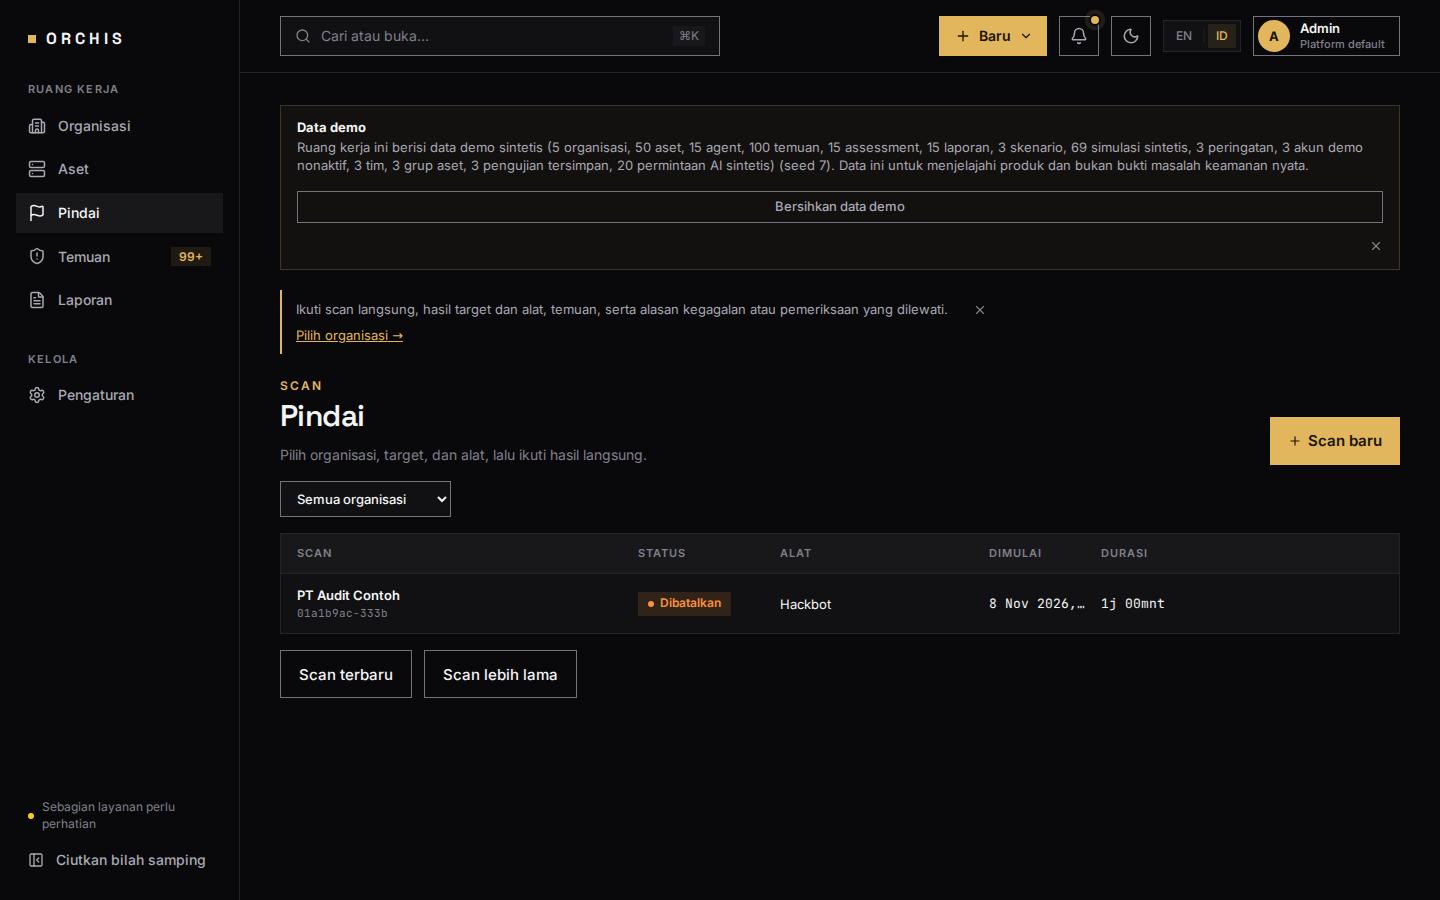 ORCHIS
RUANG KERJA
Organisasi
Aset
Pindai
Temuan
99+
Laporan
KELOLA
Pengaturan
Sebagian layanan perlu
perhatian
Ciutkan bilah samping
Cari atau buka...
⌘K
Baru
EN
ID
A
Admin
Platform default
Data demo
Ruang kerja ini berisi data demo sintetis (5 organisasi, 50 aset, 15 agent, 100 temuan, 15 assessment, 15 laporan, 3 skenario, 69 simulasi sintetis, 3 peringatan, 3 akun demo
nonaktif, 3 tim, 3 grup aset, 3 pengujian tersimpan, 20 permintaan AI sintetis) (seed 7). Data ini untuk menjelajahi produk dan bukan bukti masalah keamanan nyata.
Bersihkan data demo
Ikuti scan langsung, hasil target dan alat, temuan, serta alasan kegagalan atau pemeriksaan yang dilewati.
Pilih organisasi →
SCAN
Pindai
Pilih organisasi, target, dan alat, lalu ikuti hasil langsung.
+ Scan baru
Semua organisasi
SCAN STATUS ALAT DIMULAI DURASI
PT Audit Contoh
01a1b9ac-333b
Dibatalkan
Hackbot
8 Nov 2026,…
1j 00mnt
Scan terbaru
Scan lebih lama